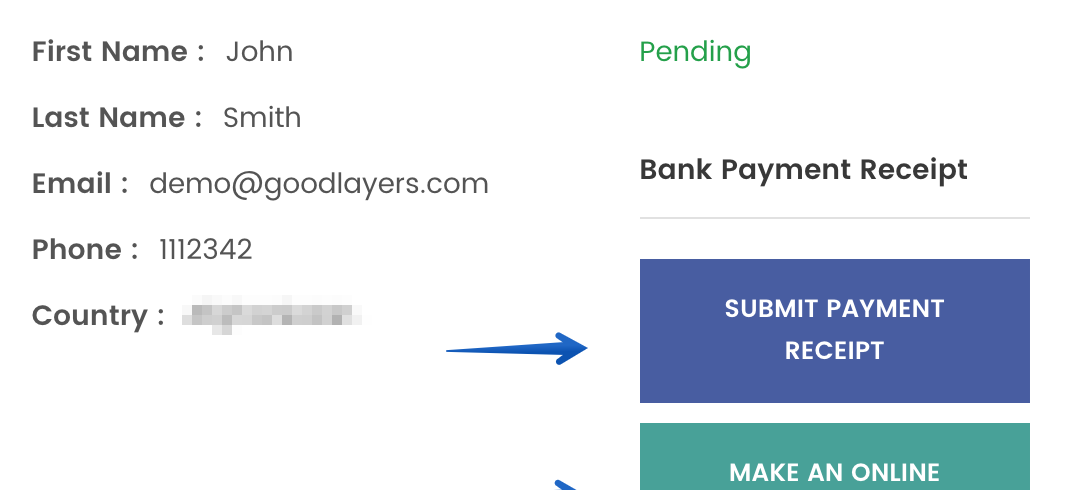 First Name : John
Last Name : Smith
Email : demo@goodlayers.com
Phone : 1112342
Country :
Pending
Bank Payment Receipt
SUBMIT PAYMENT
RECEIPT
MAKE AN ONLINE